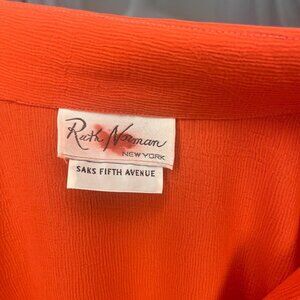 Ruth Norman
NEW YORK
SAKS FIFTH AVENUE